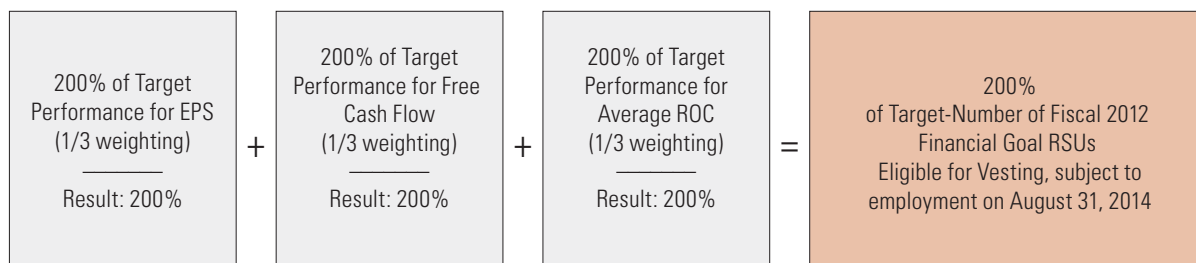 200% of Target
Performance for EPS
(1/3 weighting)
Result: 200%
+
200% of Target
Performance for Free
Cash Flow
(1/3 weighting)
Result: 200%
+
200% of Target
Performance for
Average ROC
(1/3 weighting)
Result: 200%
=
200%
of Target-Number of Fiscal 2012
Financial Goal RSUs
Eligible for Vesting, subject to
employment on August 31, 2014